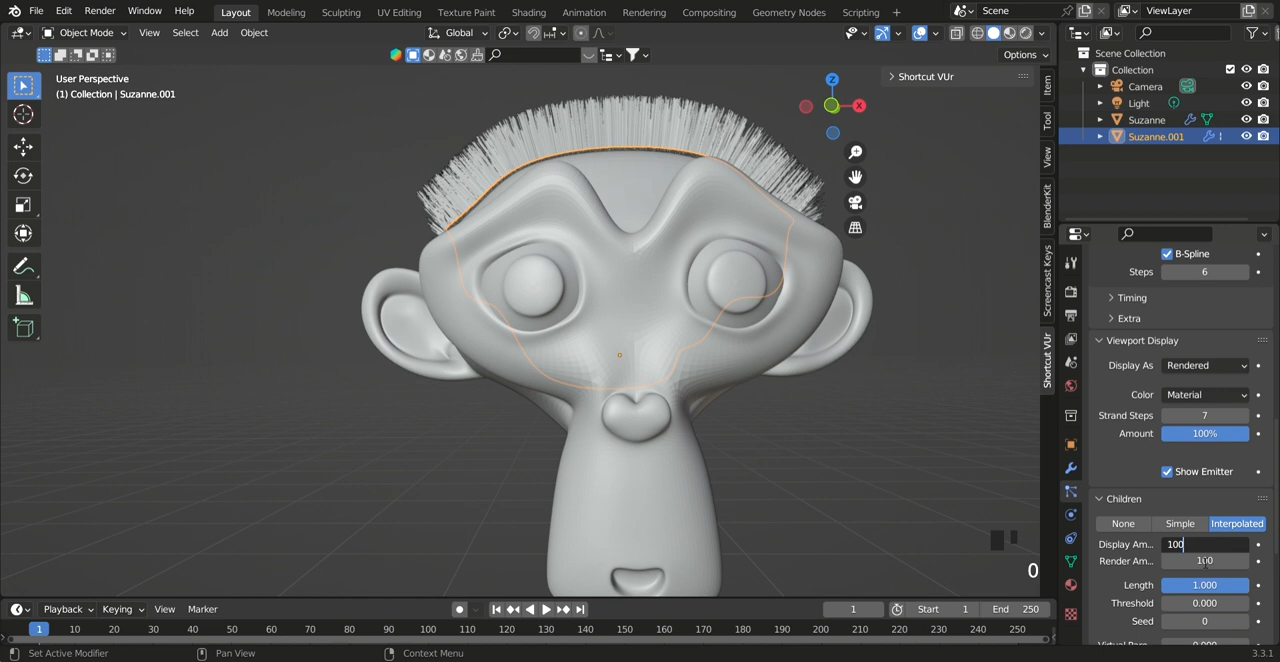 File Edit Render Window Help Layout Modeling Sculpting UV Editing Texture Paint Shading Animation Rendering Compositing Geometry Nodes Scripting + Scene ViewLayer
Object Mode View Select Add Object Global
Options
User Perspective
(1) Collection | Suzanne.001
Shortcut VUr
Z
X
Item
Tool
View
BlenderKit
Screencast Keys
Shortcut VUr
0
Scene Collection
Collection
Camera
Light
Suzanne
Suzanne.001
B-Spline
Steps 6
Timing
Extra
Viewport Display
Display As Rendered
Color Material
Strand Steps 7
Amount 100%
Show Emitter
Children
None Simple Interpolated
Display Am... 100
Render Am... 100
Length 1.000
Threshold 0.000
Seed 0
Playback Keying View Marker 1 Start 1 End 250
1 10 20 30 40 50 60 70 80 90 100 110 120 130 140 150 160 170 180 190 200 210 220 230 240 250
Set Active Modifier Pan View Context Menu 3.3.1